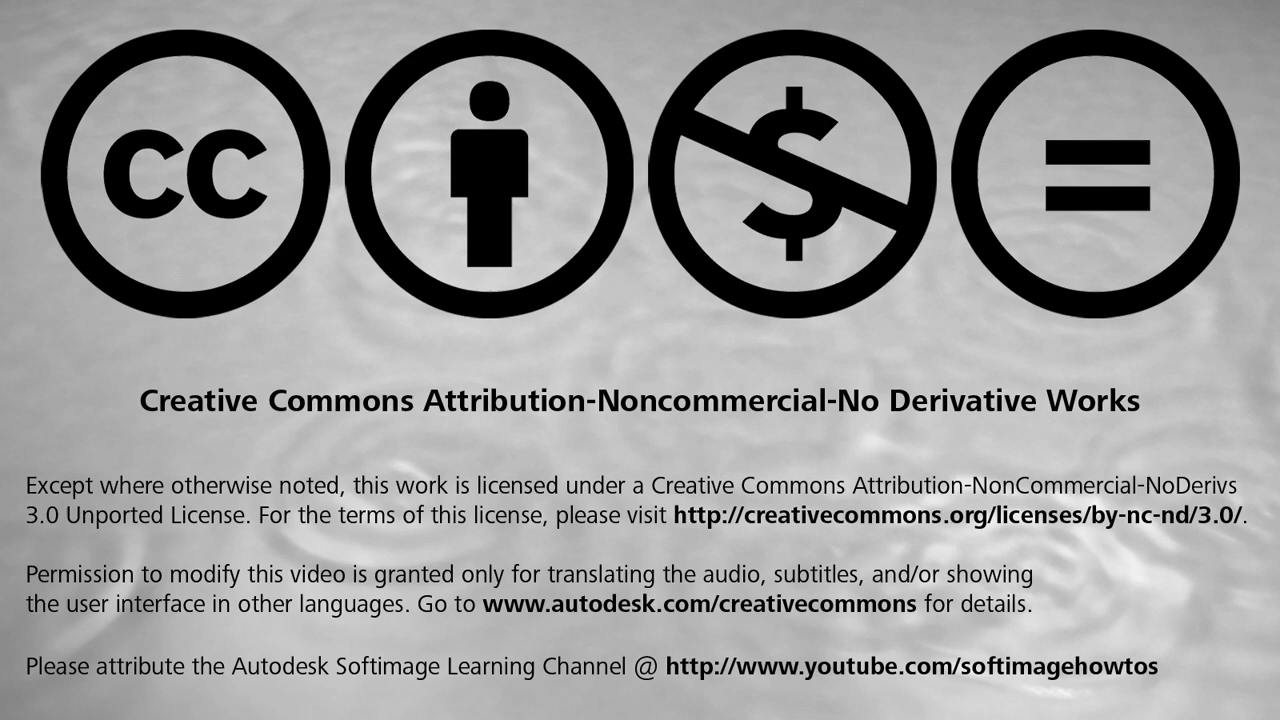 cc $ =
Creative Commons Attribution-Noncommercial-No Derivative Works
Except where otherwise noted, this work is licensed under a Creative Commons Attribution-NonCommercial-NoDerivs
3.0 Unported License. For the terms of this license, please visit http://creativecommons.org/licenses/by-nc-nd/3.0/.
Permission to modify this video is granted only for translating the audio, subtitles, and/or showing
the user interface in other languages. Go to www.autodesk.com/creativecommons for details.
Please attribute the Autodesk Softimage Learning Channel @ http://www.youtube.com/softimagehowtos